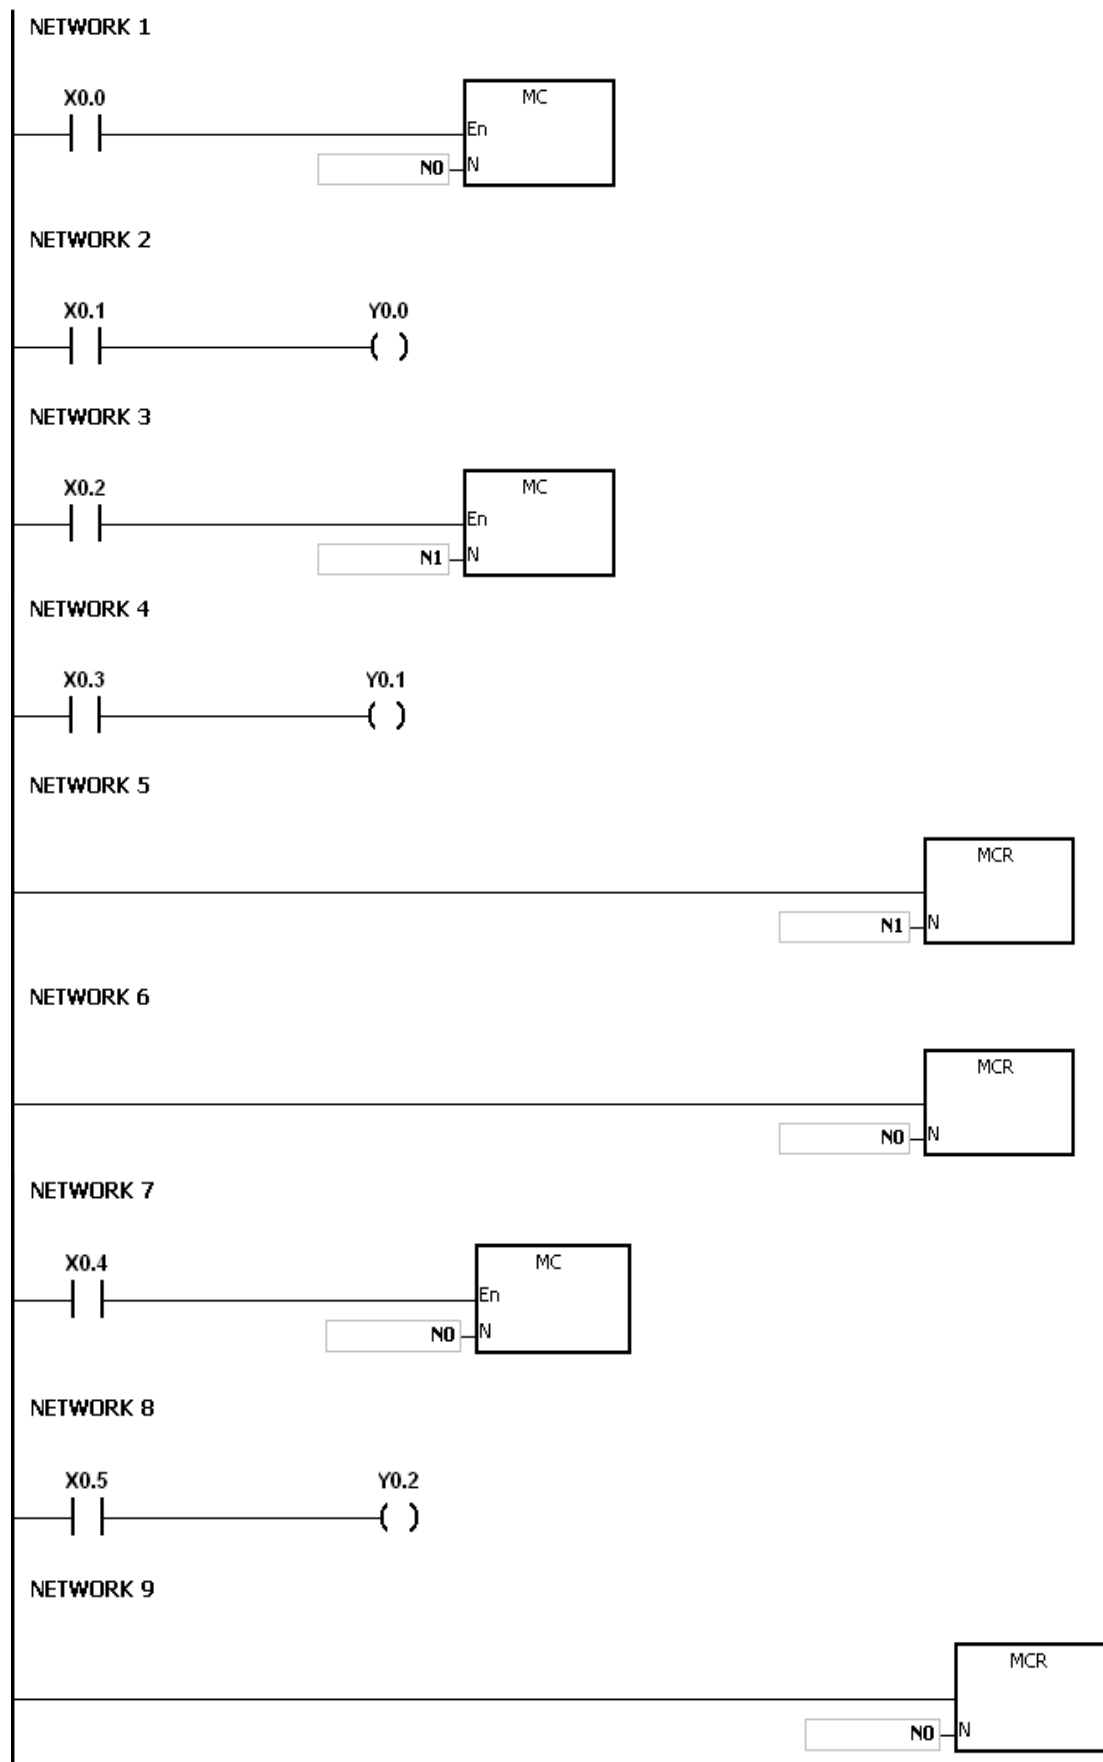 NETWORK 1
X0.0
MC
En
N0 N
NETWORK 2
X0.1 Y0.0
NETWORK 3
X0.2
MC
En
N1 N
NETWORK 4
X0.3 Y0.1
NETWORK 5
MCR
N1 N
NETWORK 6
MCR
N0 N
NETWORK 7
X0.4
MC
En
N0 N
NETWORK 8
X0.5 Y0.2
NETWORK 9
MCR
N0 N